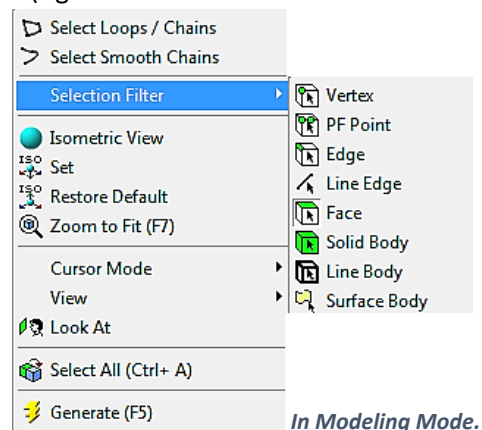 Select Loops / Chains
Select Smooth Chains
Selection Filter
Isometric View
ISO Set
ISO Restore Default
Zoom to Fit (F7)
Cursor Mode
View
Look At
Select All (Ctrl+ A)
Generate (F5)
Vertex
PF Point
Edge
Line Edge
Face
Solid Body
Line Body
Surface Body
In Modeling Mode.